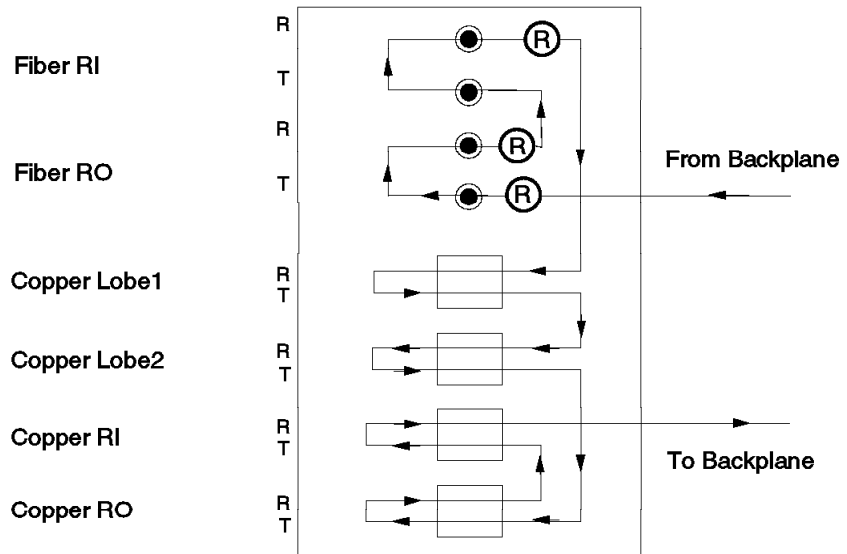 R
Fiber RI
T
R
R
R
Fiber RO
T
R
From Backplane
Copper Lobe1
R
T
Copper Lobe2
R
T
Copper RI
R
T
To Backplane
Copper RO
R
T